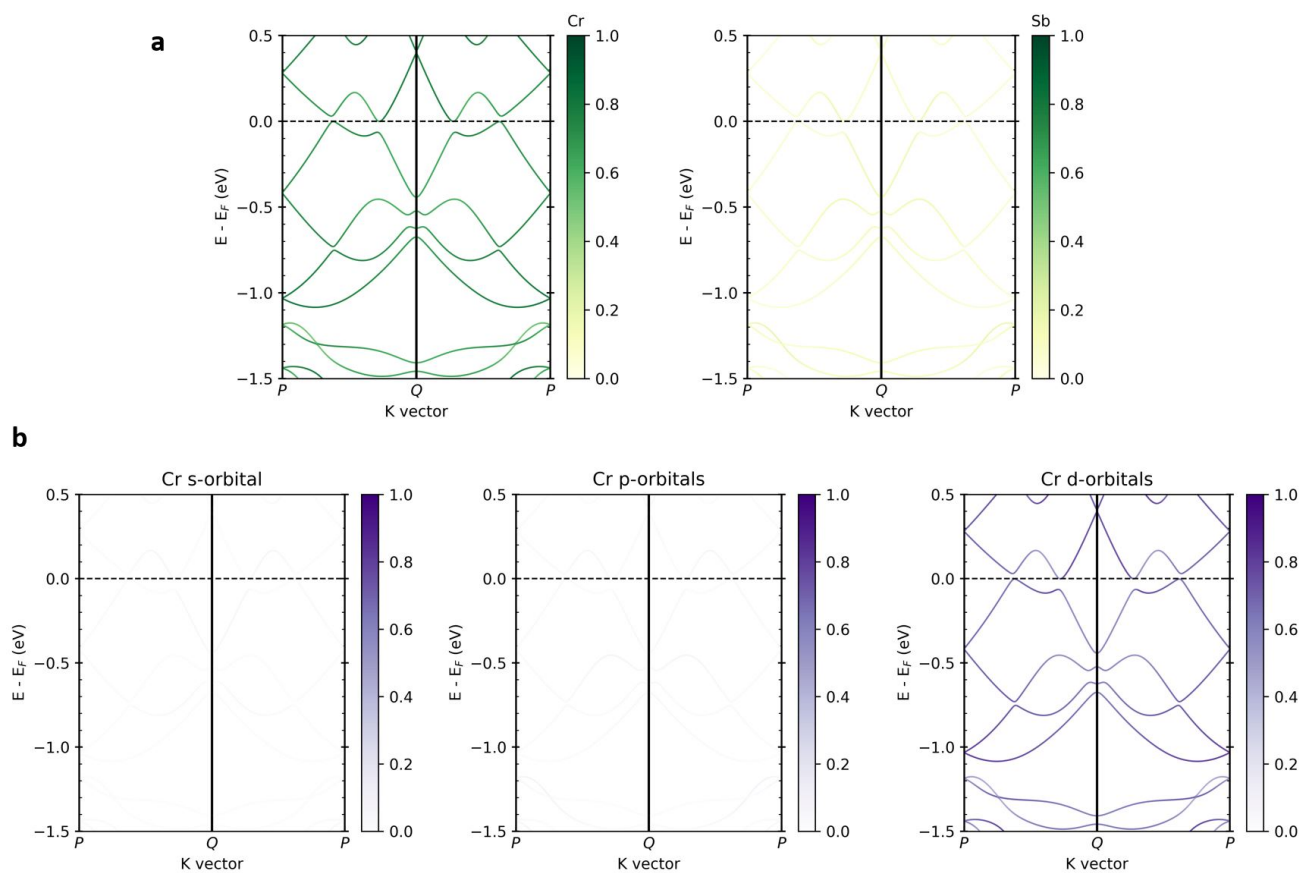 a
Cr
0.5
0.0
−0.5
−1.0
−1.5
E - E_F (eV)
P
Q
P
K vector
1.0
0.8
0.6
0.4
0.2
0.0
Sb
0.5
0.0
−0.5
−1.0
−1.5
E - E_F (eV)
P
Q
P
K vector
1.0
0.8
0.6
0.4
0.2
0.0
b
Cr s-orbital
0.5
0.0
−0.5
−1.0
−1.5
E - E_F (eV)
P
Q
P
K vector
1.0
0.8
0.6
0.4
0.2
0.0
Cr p-orbitals
0.5
0.0
−0.5
−1.0
−1.5
E - E_F (eV)
P
Q
P
K vector
1.0
0.8
0.6
0.4
0.2
0.0
Cr d-orbitals
0.5
0.0
−0.5
−1.0
−1.5
E - E_F (eV)
P
Q
P
K vector
1.0
0.8
0.6
0.4
0.2
0.0